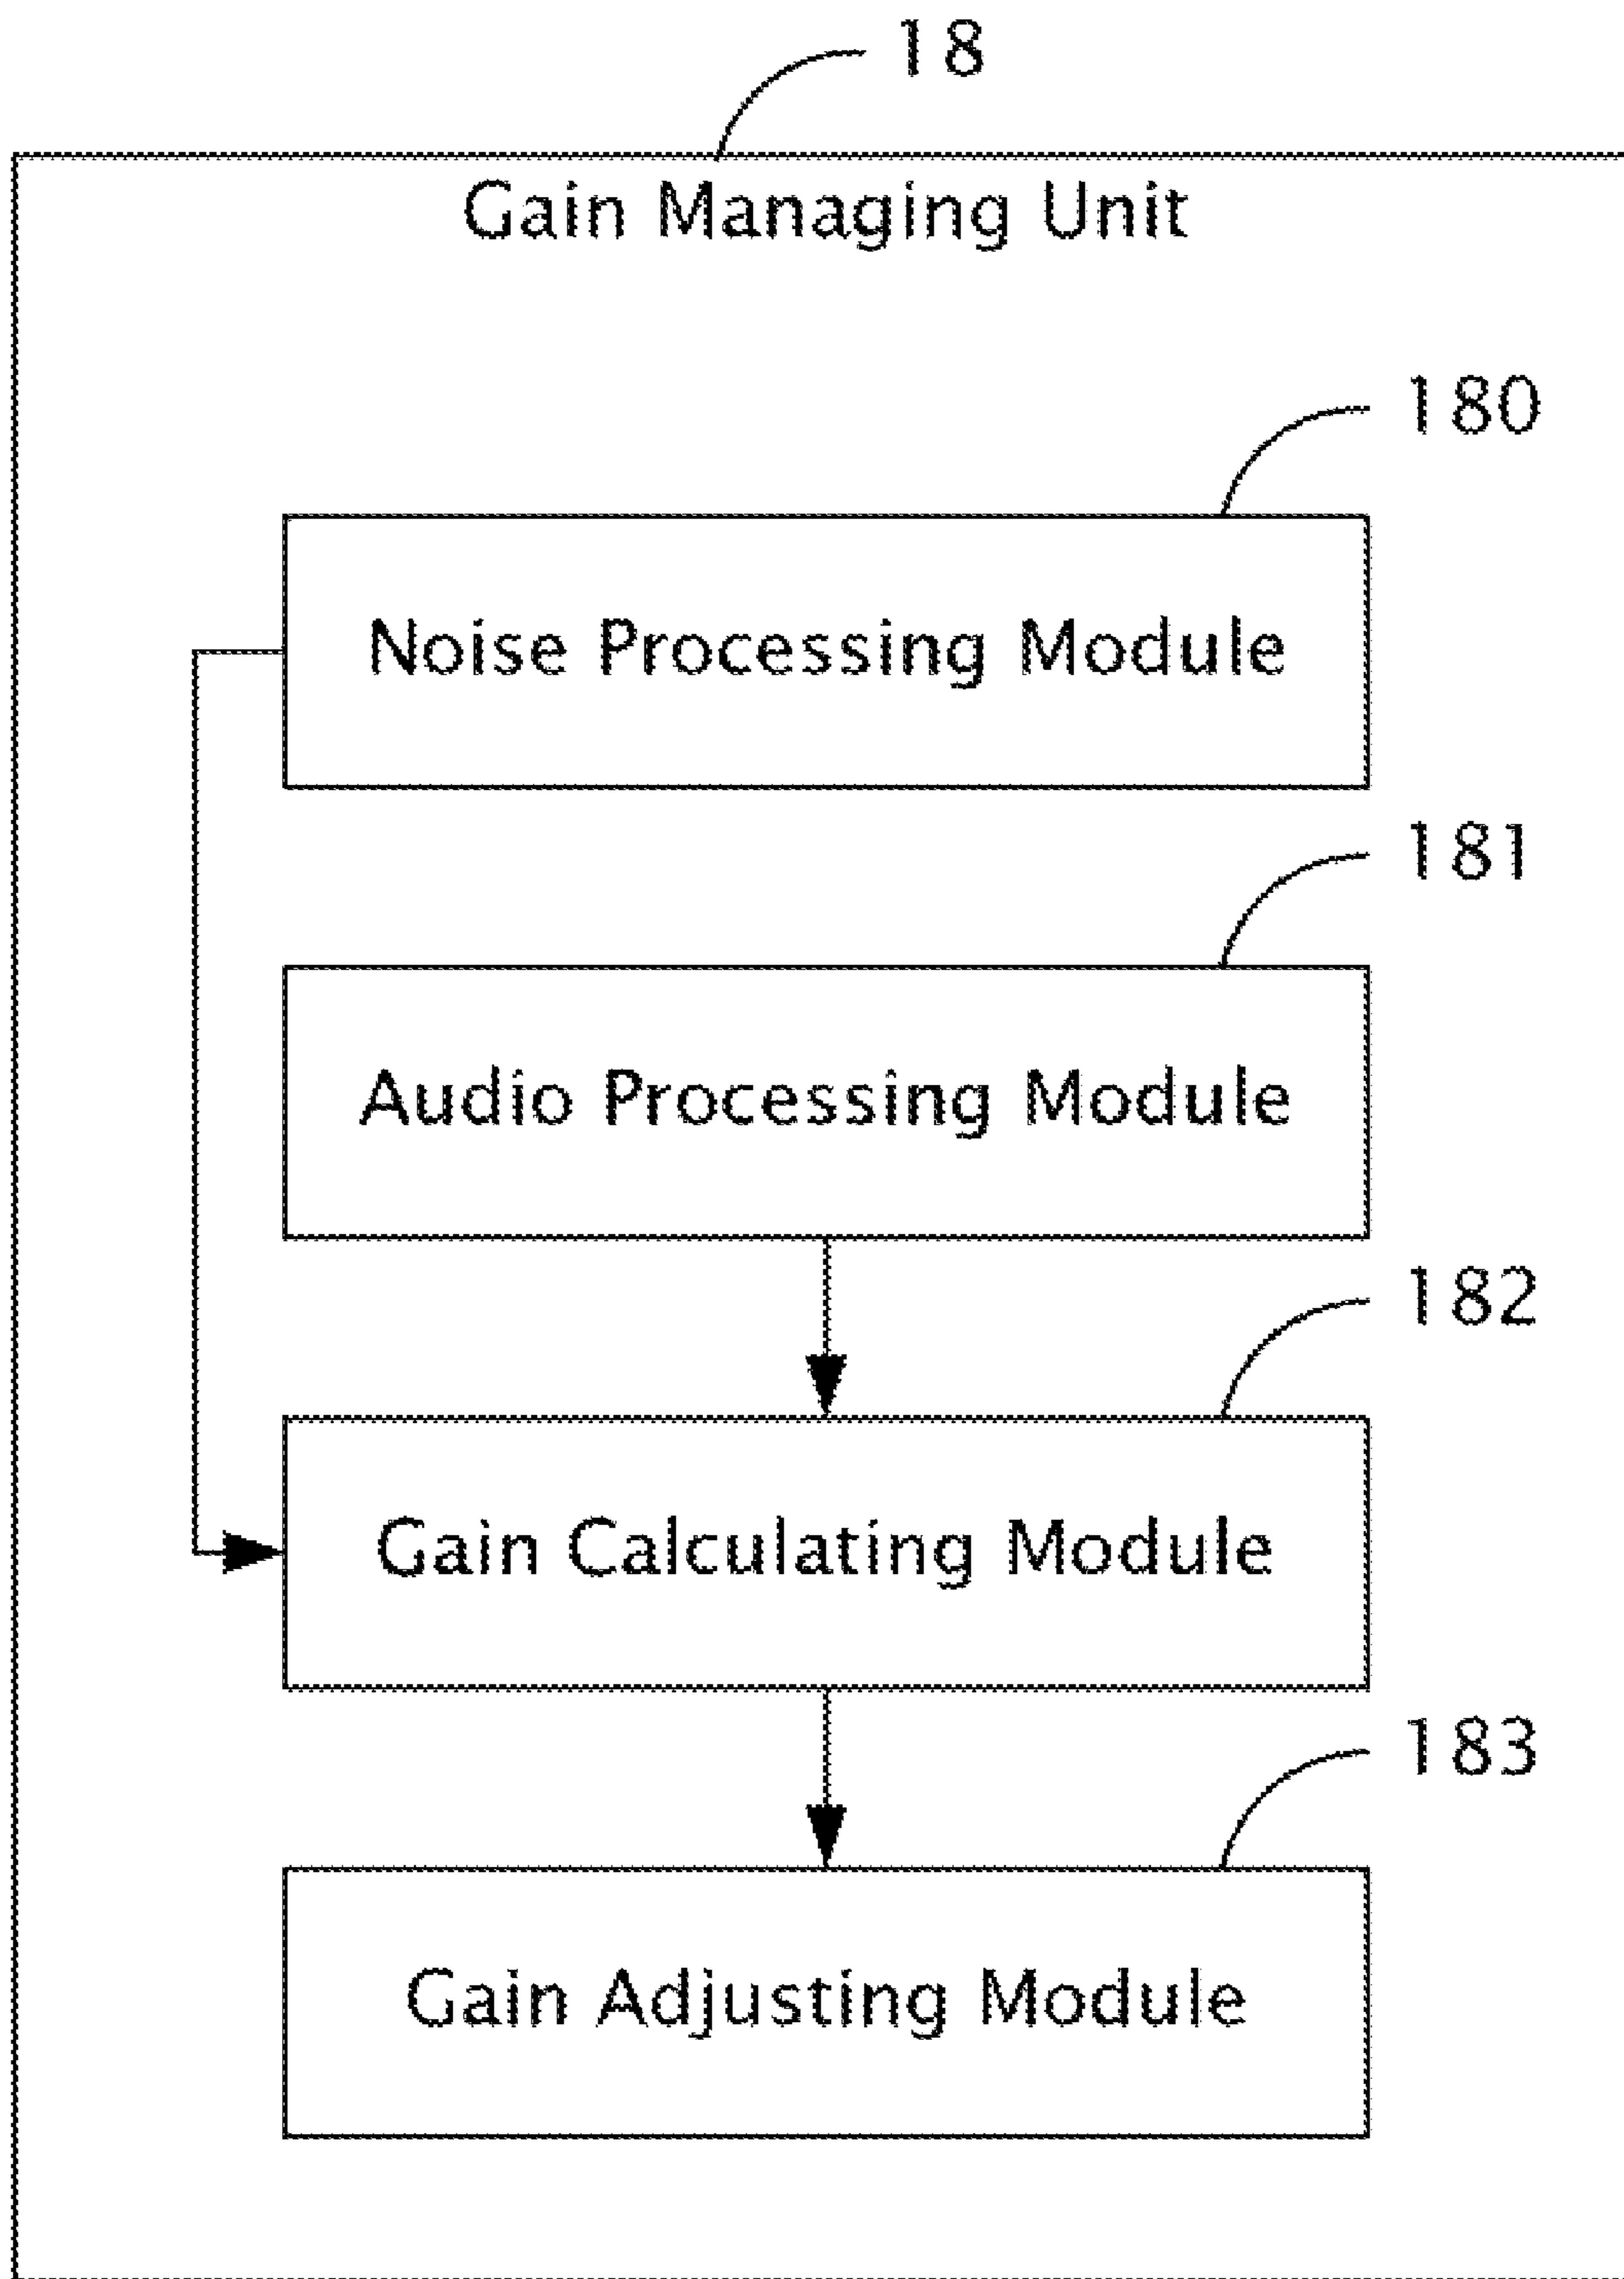 18
Gain Managing Unit
180
Noise Processing Module
181
Audio Processing Module
182
Gain Calculating Module
183
Gain Adjusting Module